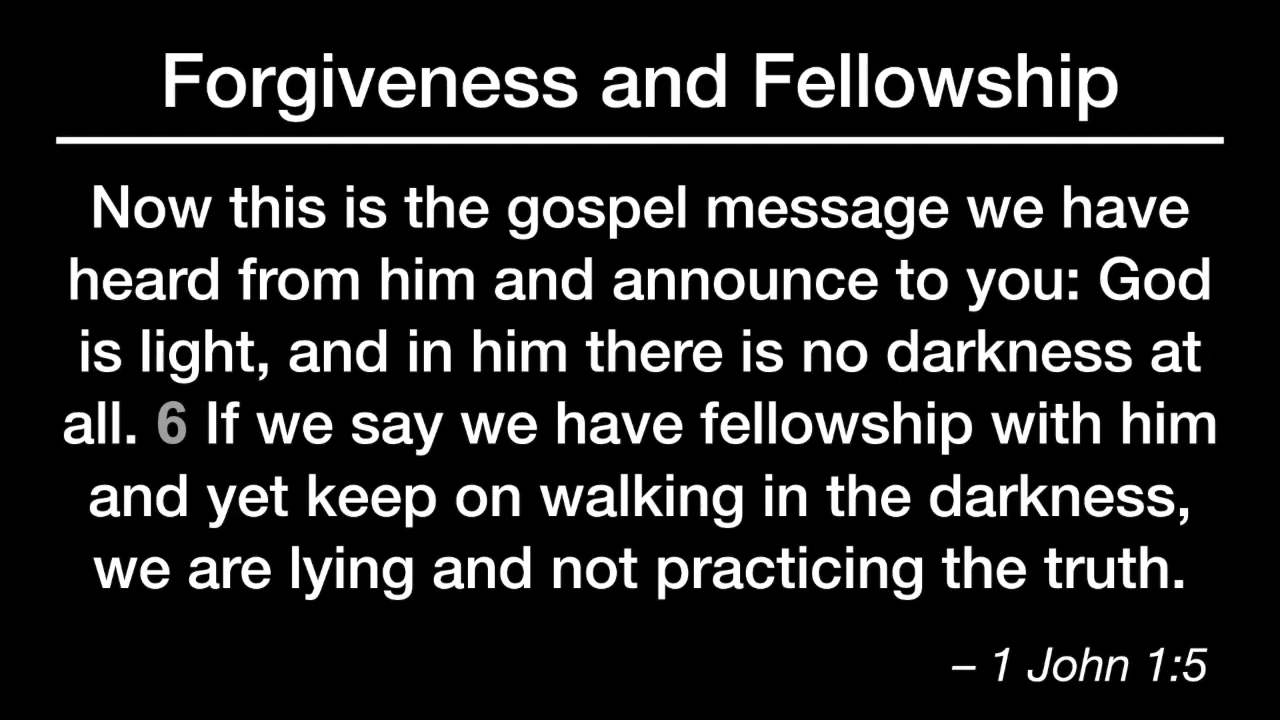 Forgiveness and Fellowship
Now this is the gospel message we have
heard from him and announce to you: God
is light, and in him there is no darkness at
all. 6 If we say we have fellowship with him
and yet keep on walking in the darkness,
we are lying and not practicing the truth.
– 1 John 1:5